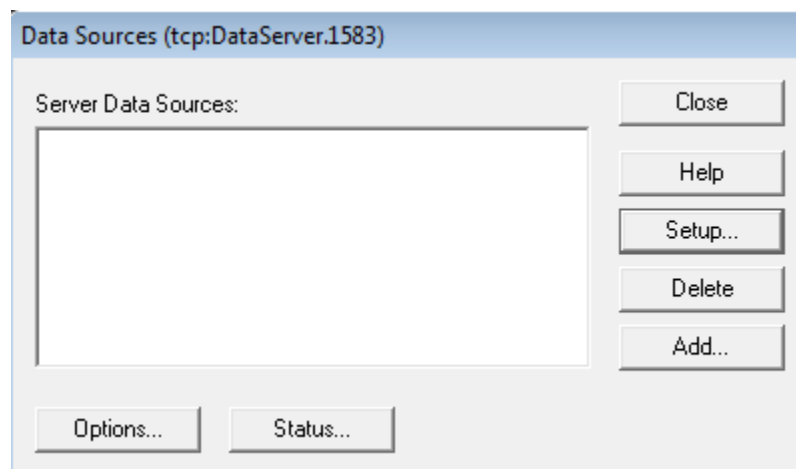 Data Sources (tcp:DataServer.1583)
Server Data Sources:
Close
Help
Setup...
Delete
Add...
Options...
Status...